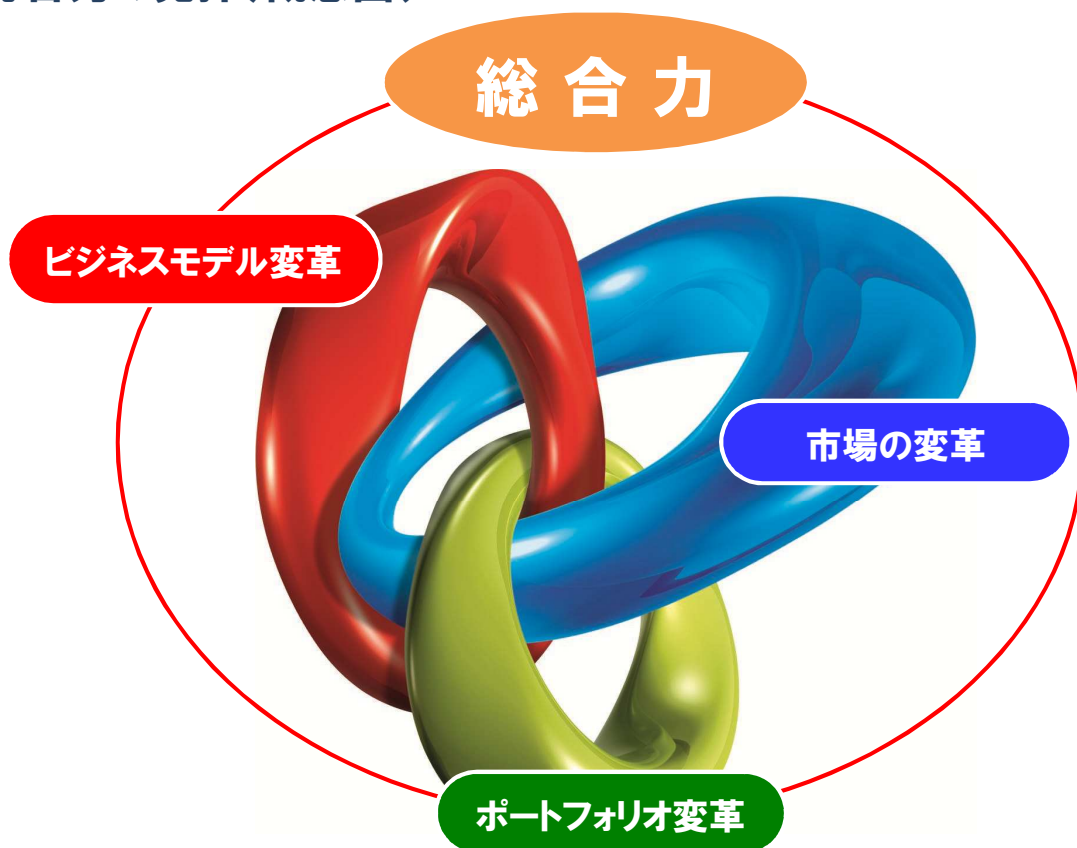 総合力
ビジネスモデル変革
市場の変革
ポートフォリオ変革